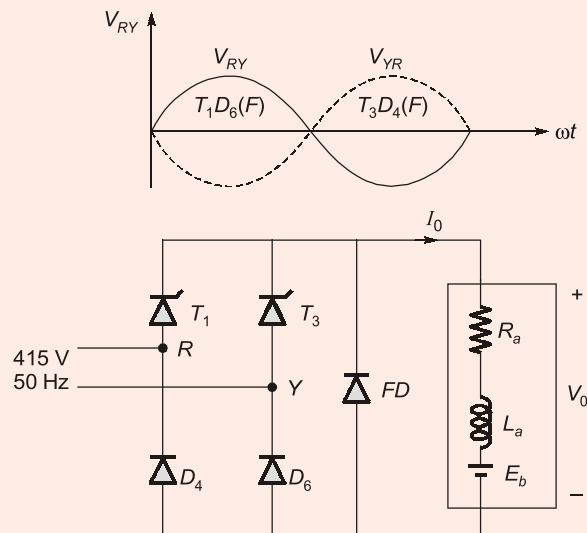 V_RY
V_RY V_YR
T_1D_6(F) T_3D_4(F)
ωt
I_0
+
T_1 T_3 R_a
415 V R
50 Hz Y FD V_0
L_a
D_4 D_6 E_b
–